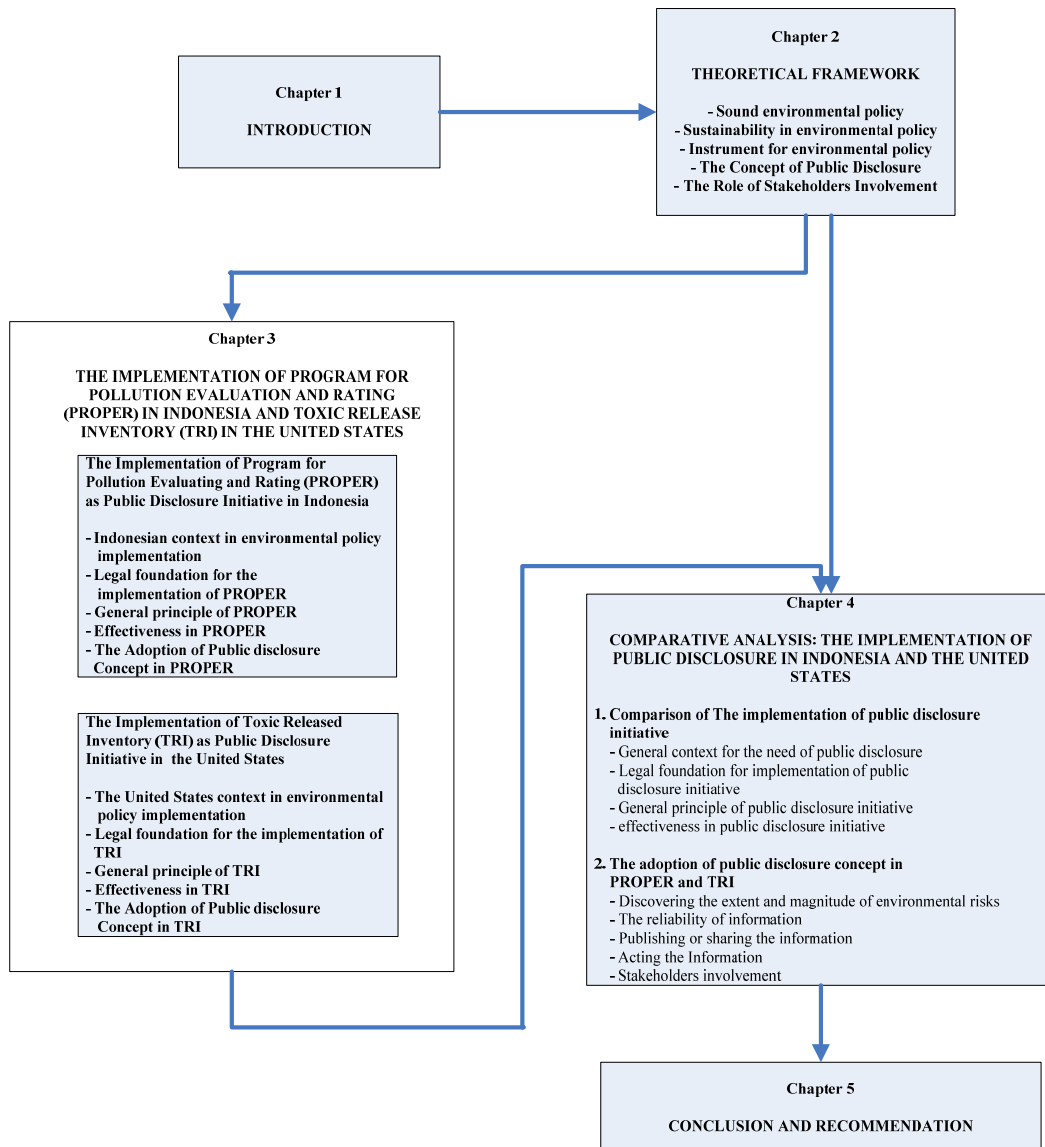 Chapter 1
INTRODUCTION
Chapter 2
THEORETICAL FRAMEWORK
- Sound environmental policy
- Sustainability in environmental policy
- Instrument for environmental policy
- The Concept of Public Disclosure
- The Role of Stakeholders Involvement
Chapter 3
THE IMPLEMENTATION OF PROGRAM FOR
POLLUTION EVALUATION AND RATING
(PROPER) IN INDONESIA AND TOXIC RELEASE
INVENTORY (TRI) IN THE UNITED STATES
The Implementation of Program for
Pollution Evaluating and Rating (PROPER)
as Public Disclosure Initiative in Indonesia
- Indonesian context in environmental policy
implementation
- Legal foundation for the
implementation of PROPER
- General principle of PROPER
- Effectiveness in PROPER
- The Adoption of Public disclosure
Concept in PROPER
The Implementation of Toxic Released
Inventory (TRI) as Public Disclosure
Initiative in the United States
- The United States context in environmental
policy implementation
- Legal foundation for the implementation of
TRI
- General principle of TRI
- Effectiveness in TRI
- The Adoption of Public disclosure
Concept in TRI
Chapter 4
COMPARATIVE ANALYSIS: THE IMPLEMENTATION OF
PUBLIC DISCLOSURE IN INDONESIA AND THE UNITED
STATES
1. Comparison of The implementation of public disclosure
initiative
- General context for the need of public disclosure
- Legal foundation for implementation of public
disclosure initiative
- General principle of public disclosure initiative
- effectiveness in public disclosure initiative
2. The adoption of public disclosure concept in
PROPER and TRI
- Discovering the extent and magnitude of environmental risks
- The reliability of information
- Publishing or sharing the information
- Acting the Information
- Stakeholders involvement
Chapter 5
CONCLUSION AND RECOMMENDATION